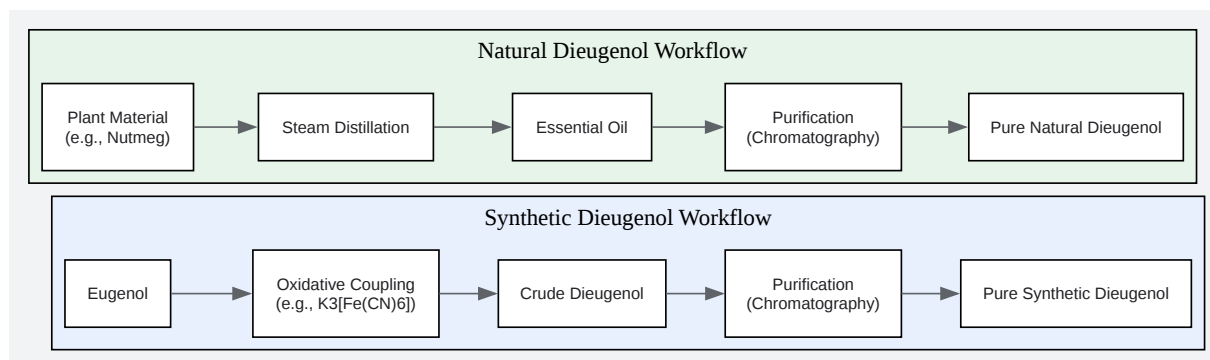 Natural Dieugenol Workflow
Plant Material
(e.g., Nutmeg)
Steam Distillation
Essential Oil
Purification
(Chromatography)
Pure Natural Dieugenol
Synthetic Dieugenol Workflow
Eugenol
Oxidative Coupling
(e.g., K3[Fe(CN)6])
Crude Dieugenol
Purification
(Chromatography)
Pure Synthetic Dieugenol